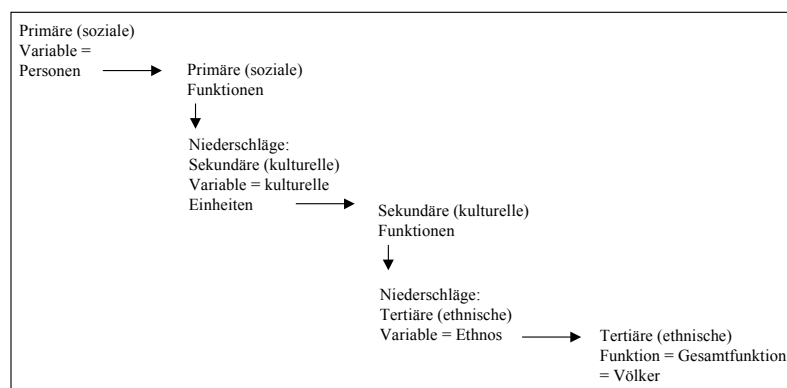 Primäre (soziale)
Variable =
Personen
Primäre (soziale)
Funktionen
Niederschläge:
Sekundäre (kulturelle)
Variable = kulturelle
Einheiten
Sekundäre (kulturelle)
Funktionen
Niederschläge:
Tertiäre (ethnische)
Variable = Ethnos
Tertiäre (ethnische)
Funktion = Gesamtfunktion
= Völker